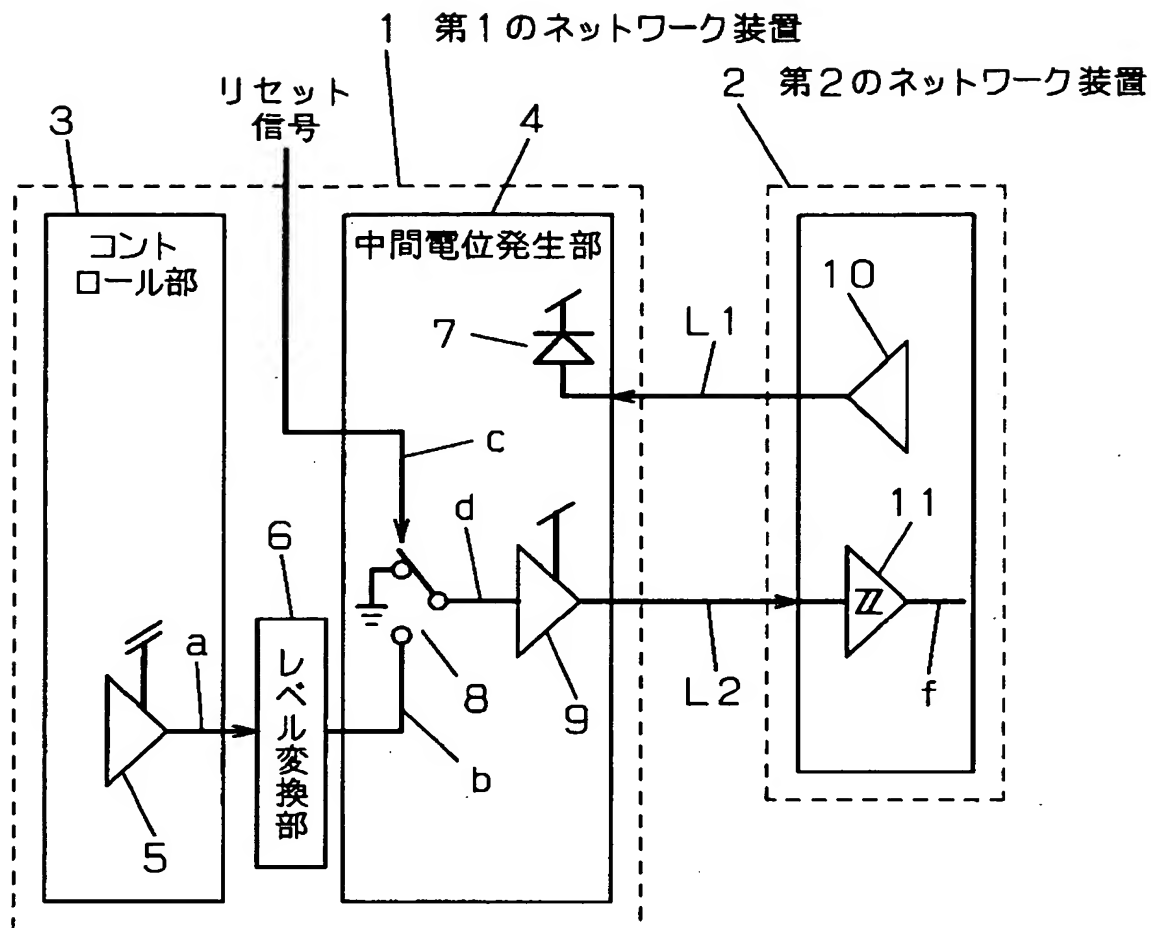 1 第1のネットワーク装置
2 第2のネットワーク装置
リセット
信号
3
4
コント
ロール部
中間電位発生部
10
7
L1
c
d
11
6
a
レベル変換部
8
9
L2
f
b
5